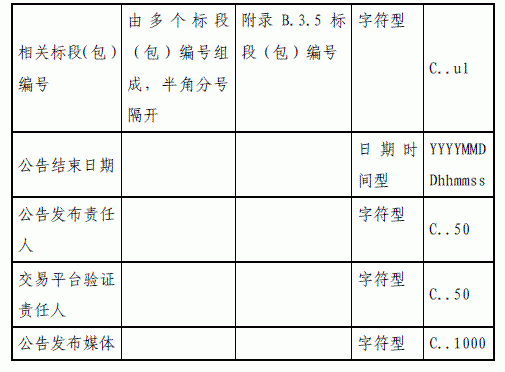 相关标段(包)
编号
由多个标段
（包）编号组
成，半角分号
隔开
附录 B.3.5 标
段（包）编号
字符型
C..ul
公告结束日期
日期时
间型
YYYYMMD
Dhhmmss
公告发布责任
人
字符型
C..50
交易平台验证
责任人
字符型
C..50
公告发布媒体
字符型
C..1000